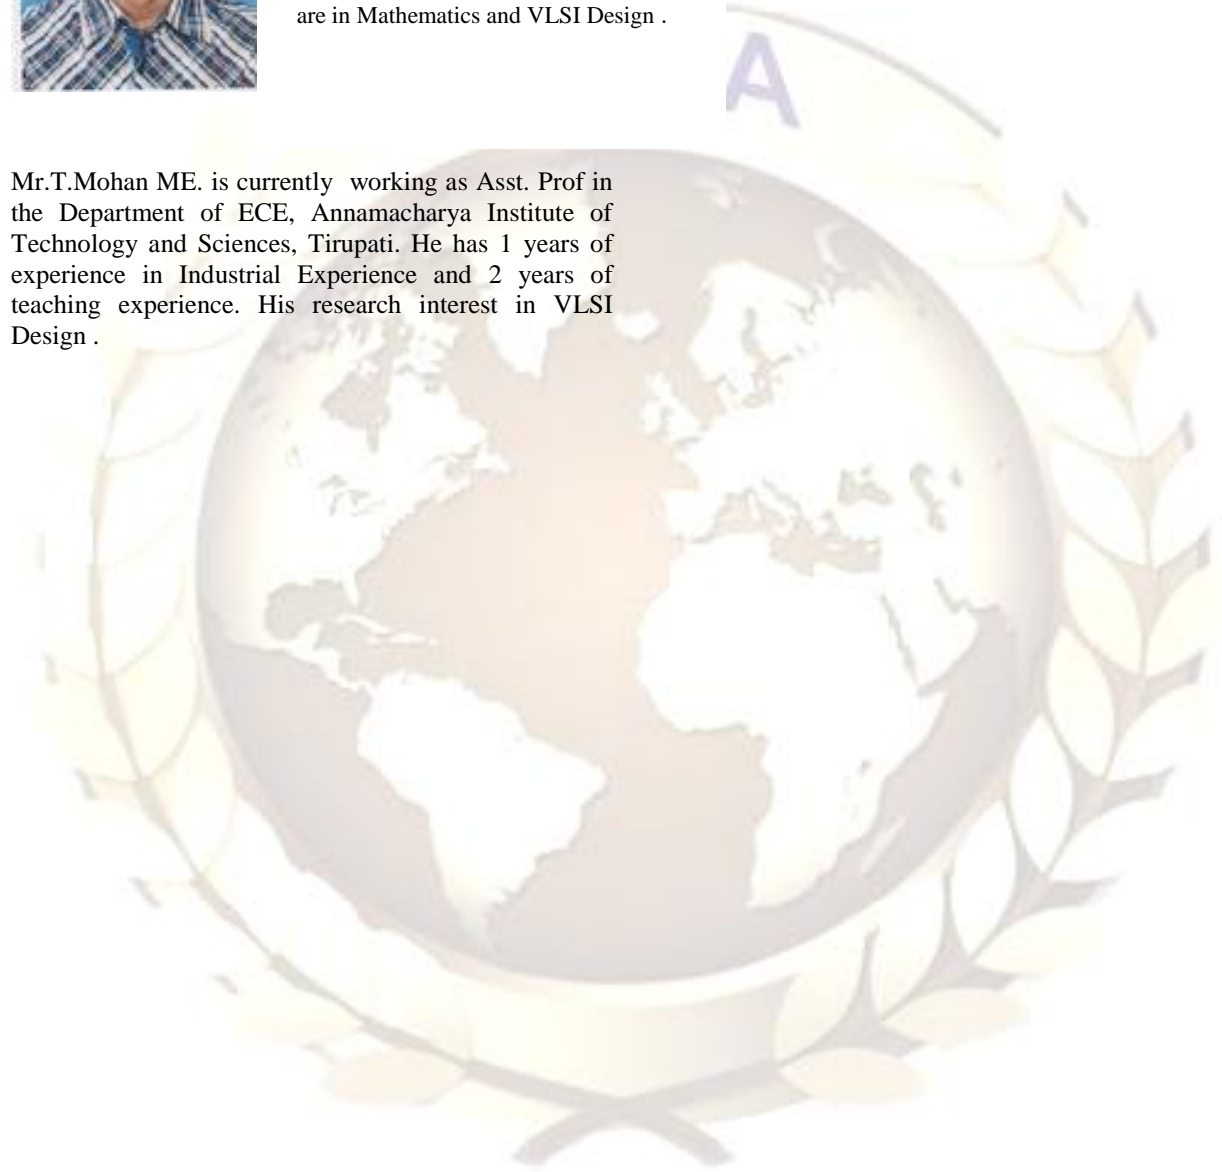 are in Mathematics and VLSI Design .
A
Mr.T.Mohan ME. is currently working as Asst. Prof in
the Department of ECE, Annamacharya Institute of
Technology and Sciences, Tirupati. He has 1 years of
experience in Industrial Experience and 2 years of
teaching experience. His research interest in VLSI
Design .